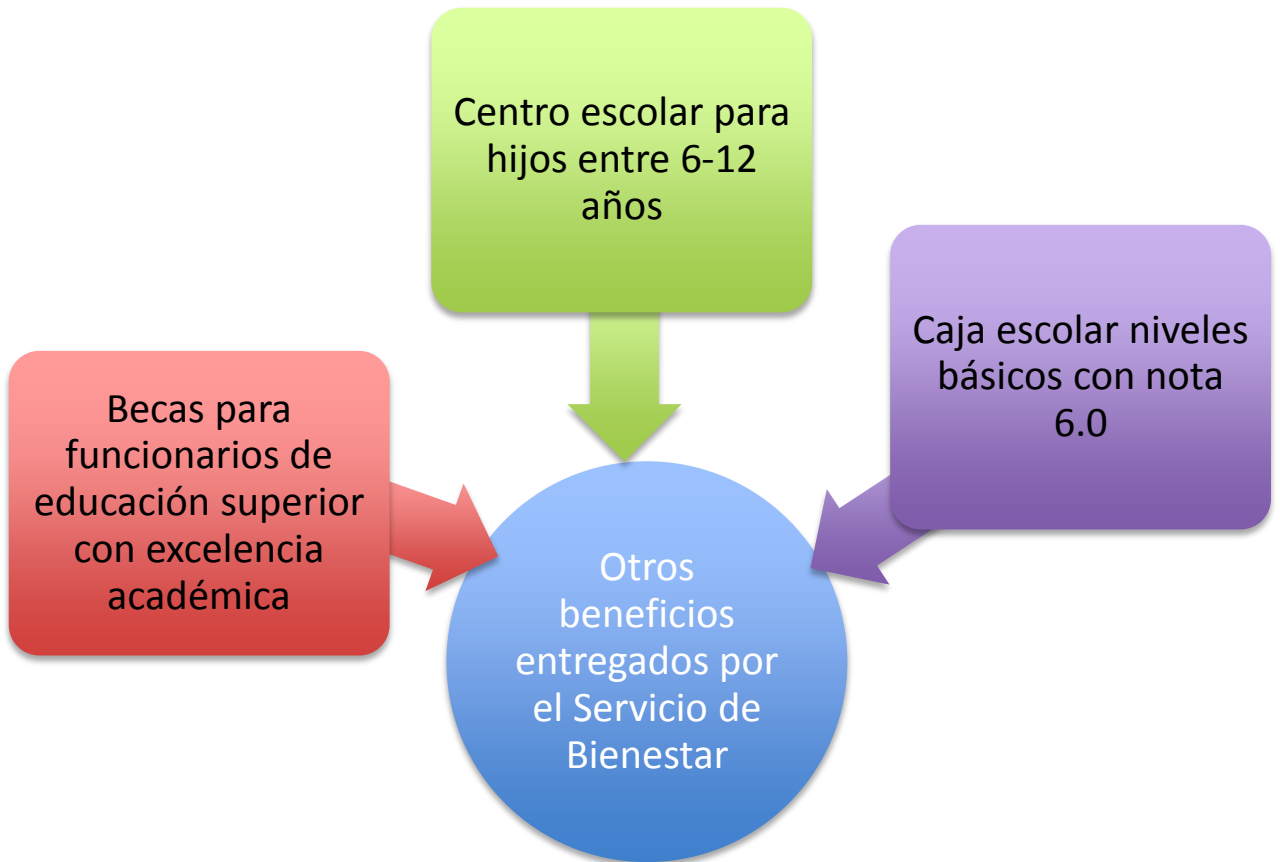 Centro escolar para
hijos entre 6-12
años
Caja escolar niveles
básicos con nota
6.0
Becas para
funcionarios de
educación superior
con excelencia
académica
Otros
beneficios
entregados por
el Servicio de
Bienestar